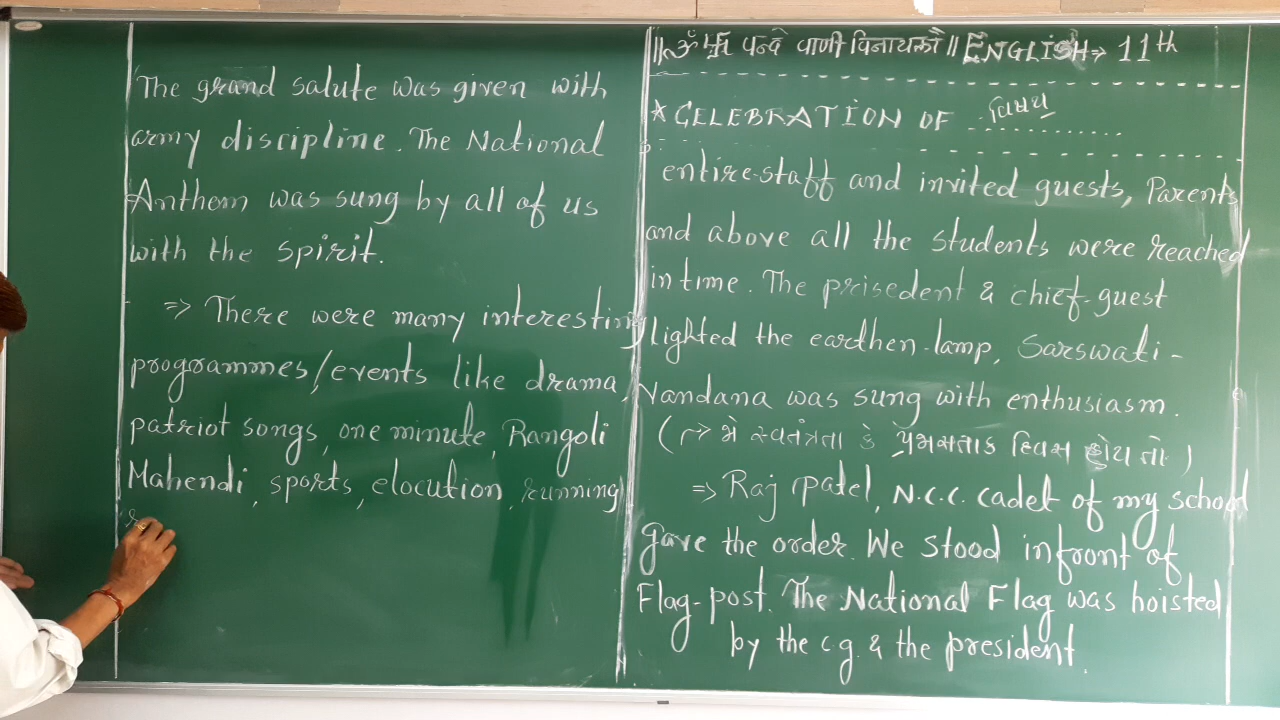 ॥ ॐ 卐 वन्दे वाणी विनायकौ ॥ ENGLISH → 11th
* CELEBRATION OF વિષય
entire-staff and invited guests, Parents
and above all the students were reached
in time. The prisedent & chief-guest
lighted the earthen-lamp, Sarswati-
vandana was sung with enthusiasm.
(→ જો સ્વતંત્રતા કે પ્રજાસત્તાક દિવસ હોય તો)
⇒ Raj Patel, N.C.C. cadet of my school
gave the order. We stood infront of
Flag-post. The National Flag was hoisted
by the c.g. & the president.
The grand salute was given with
army discipline. The National
Anthem was sung by all of us
with the spirit.
⇒ There were many interesting
programmes/events like drama,
patriot songs, one minute, Rangoli
Mahendi, sports, elocution, running